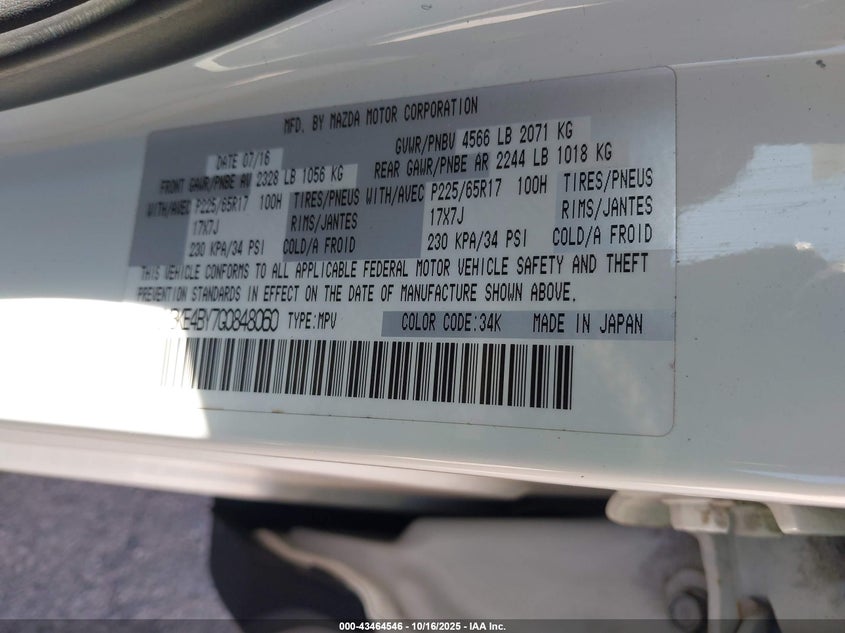 MFD. BY MAZDA MOTOR CORPORATION
DATE 07/16 GVWR/PNBV 4566 LB 2071 KG
FRONT GAWR/PNBE AV 2328 LB 1056 KG REAR GAWR/PNBE AR 2244 LB 1018 KG
WITH/AVEC P225/65R17 100H TIRES/PNEUS WITH/AVEC P225/65R17 100H TIRES/PNEUS
17X7J RIMS/JANTES 17X7J RIMS/JANTES
230 KPA/34 PSI COLD/A FROID 230 KPA/34 PSI COLD/A FROID
THIS VEHICLE CONFORMS TO ALL APPLICABLE FEDERAL MOTOR VEHICLE SAFETY AND THEFT
PREVENTION STANDARDS IN EFFECT ON THE DATE OF MANUFACTURE SHOWN ABOVE.
TYPE:MPV COLOR CODE:34K MADE IN JAPAN
000-43464546 | 10/16/2025 - IAA Inc.